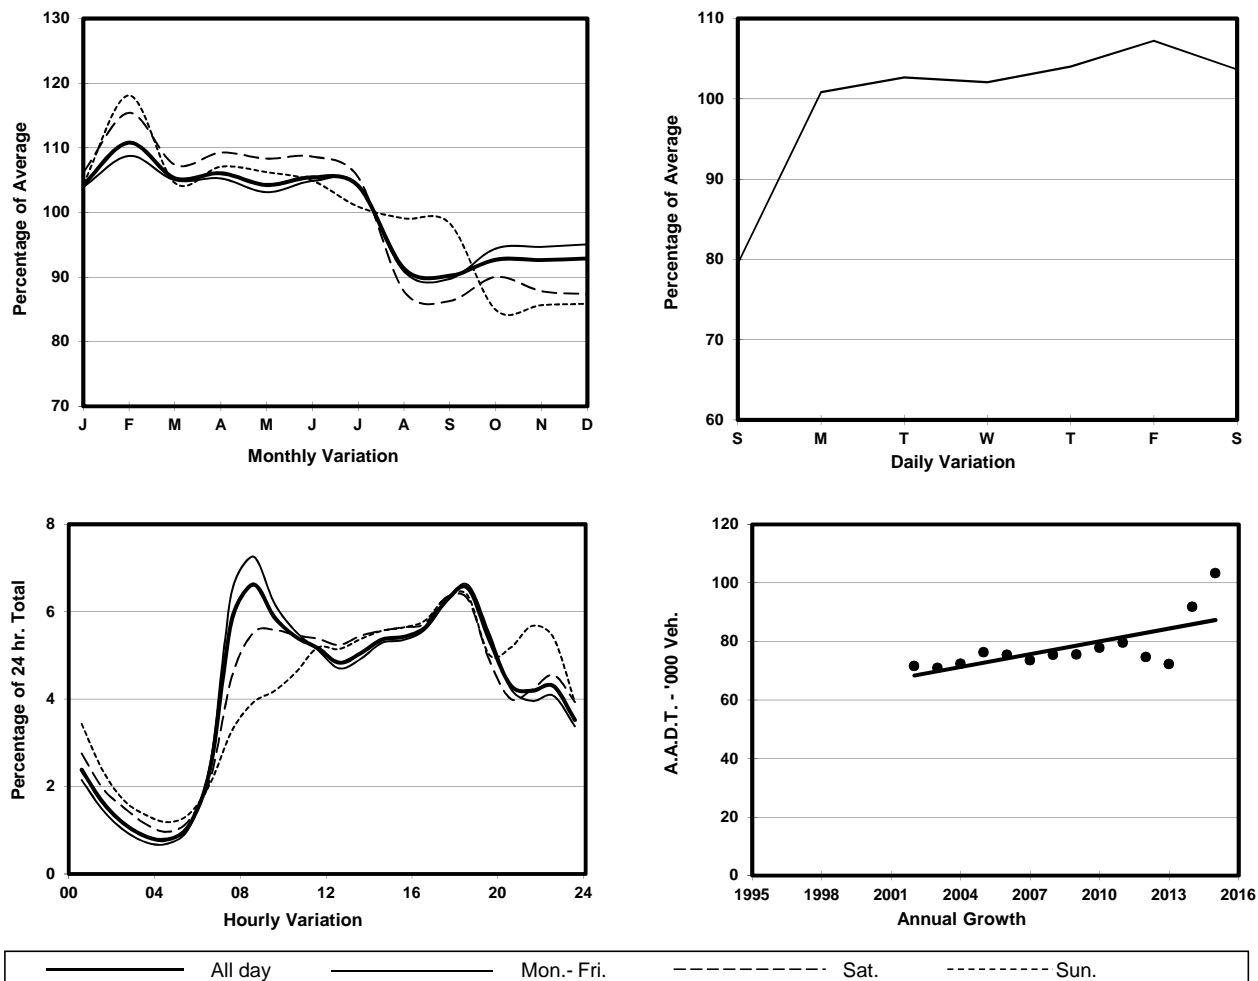 130
120
110
100
90
80
70
Percentage of Average
J F M A M J J A S O N D
Monthly Variation
110
100
90
80
70
60
Percentage of Average
S M T W T F S
Daily Variation
8
6
4
2
0
Percentage of 24 hr. Total
00 04 08 12 16 20 24
Hourly Variation
120
100
80
60
40
20
0
A.A.D.T. - '000 Veh.
1995 1998 2001 2004 2007 2010 2013 2016
Annual Growth
All day Mon.- Fri. Sat. Sun.